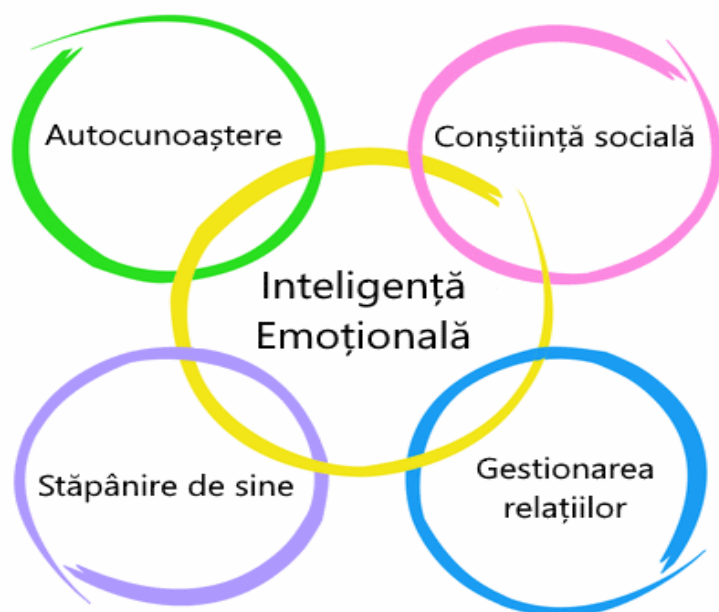 Autocunoaștere
Conștiință socială
Inteligență
Emoțională
Stăpânire de sine
Gestionarea
relațiilor